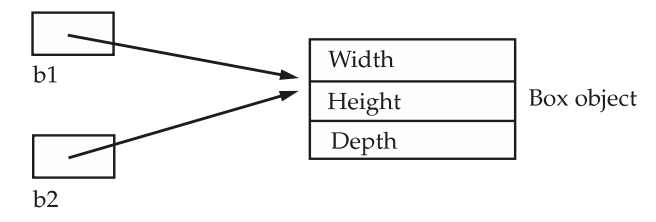 b1
Width
Height
Depth
Box object
b2